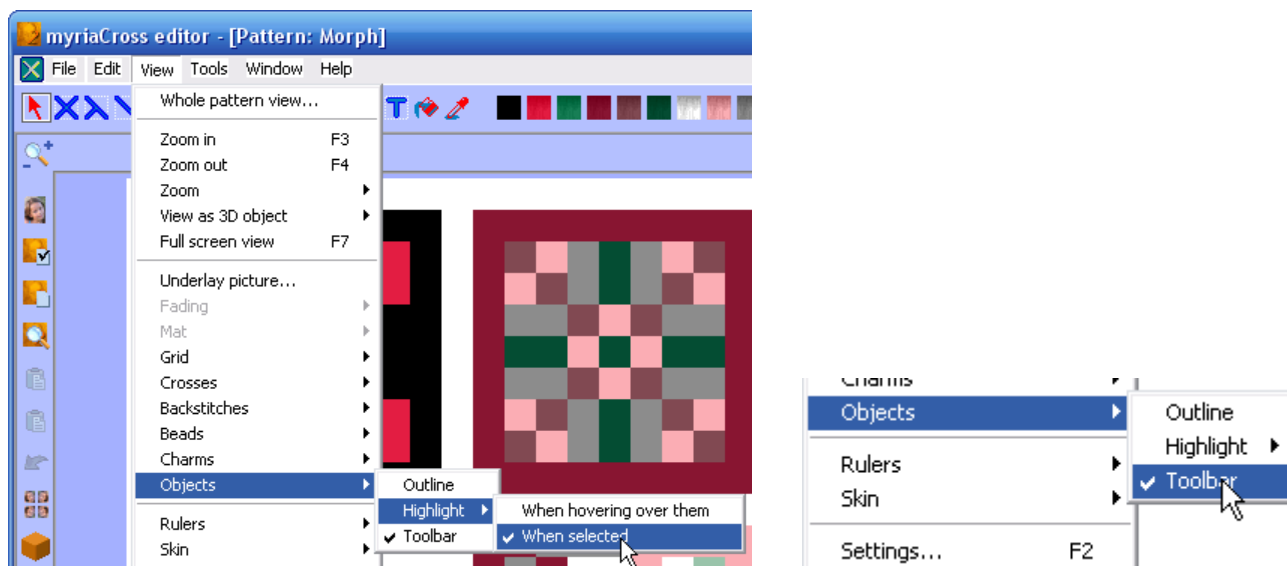 myriaCross editor - [Pattern: Morph]
File Edit View Tools Window Help
Whole pattern view...
Zoom in F3
Zoom out F4
Zoom
View as 3D object
Full screen view F7
Underlay picture...
Fading
Mat
Grid
Crosses
Backstitches
Beads
Charms
Objects
Rulers
Skin
Outline
Highlight
Toolbar
When hovering over them
When selected
Charms
Objects
Rulers
Skin
Settings... F2
Outline
Highlight
Toolbar